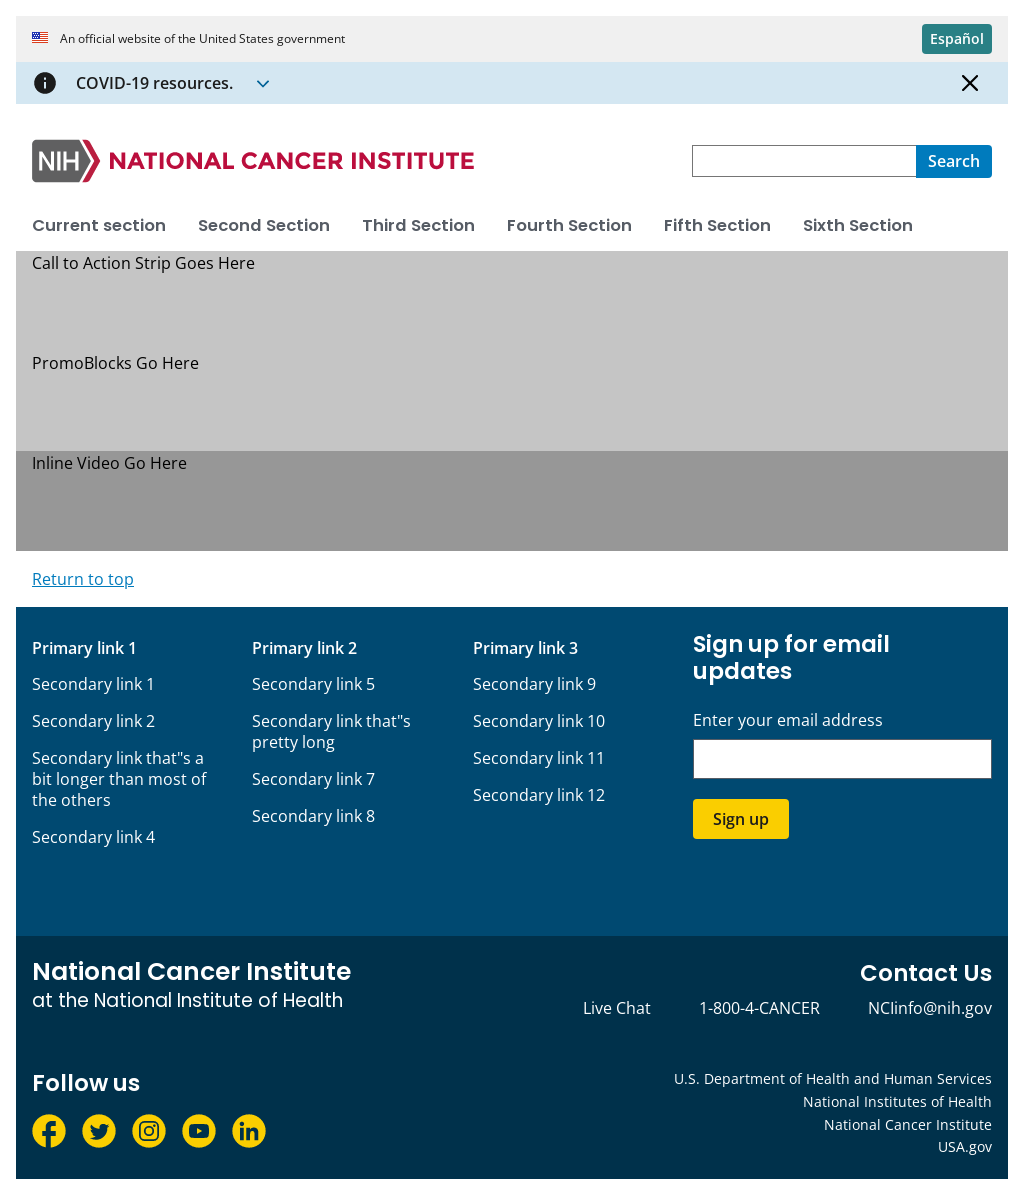 An official website of the United States government
Español
COVID-19 resources.
NIH NATIONAL CANCER INSTITUTE
Search
Current section Second Section Third Section Fourth Section Fifth Section Sixth Section
Call to Action Strip Goes Here
PromoBlocks Go Here
Inline Video Go Here
Return to top
Primary link 1
Secondary link 1
Secondary link 2
Secondary link that"s a
bit longer than most of
the others
Secondary link 4
Primary link 2
Secondary link 5
Secondary link that"s
pretty long
Secondary link 7
Secondary link 8
Primary link 3
Secondary link 9
Secondary link 10
Secondary link 11
Secondary link 12
Sign up for email
updates
Enter your email address
Sign up
National Cancer Institute
at the National Institute of Health
Contact Us
Live Chat 1-800-4-CANCER NCIinfo@nih.gov
Follow us
U.S. Department of Health and Human Services
National Institutes of Health
National Cancer Institute
USA.gov